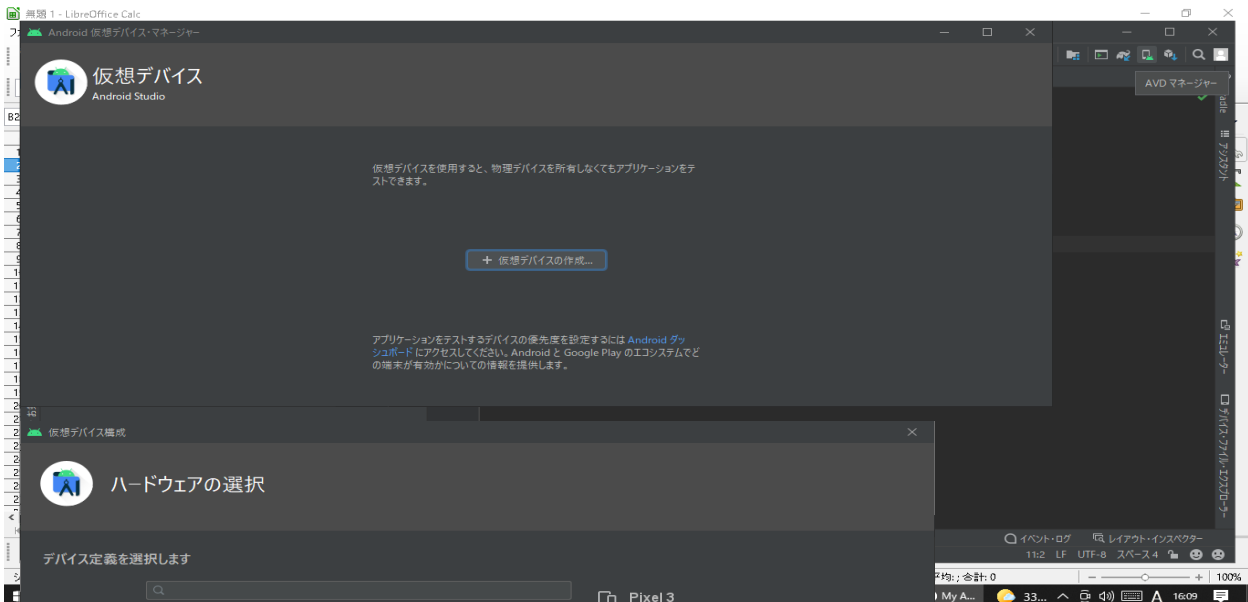 無題 1 - LibreOffice Calc
Android 仮想デバイス・マネージャー
仮想デバイス
Android Studio
AVD マネージャー
B2
アシスタント
仮想デバイスを使用すると、物理デバイスを所有しなくてもアプリケーションをテ
ストできます。
+ 仮想デバイスの作成...
アプリケーションをテストするデバイスの優先度を設定するには Android ダッ
シュボード にアクセスしてください。Android と Google Play のエコシステムでど
の端末が有効かについての情報を提供します。
エミュレーター
デバイス・ファイル・エクスプローラー
仮想デバイス構成
ハードウェアの選択
デバイス定義を選択します
Pixel 3
イベント・ログ レイアウト・インスペクター
11:2 LF UTF-8 スペース 4
平均: ; 合計: 0
100%
My A... 33... A 16:09